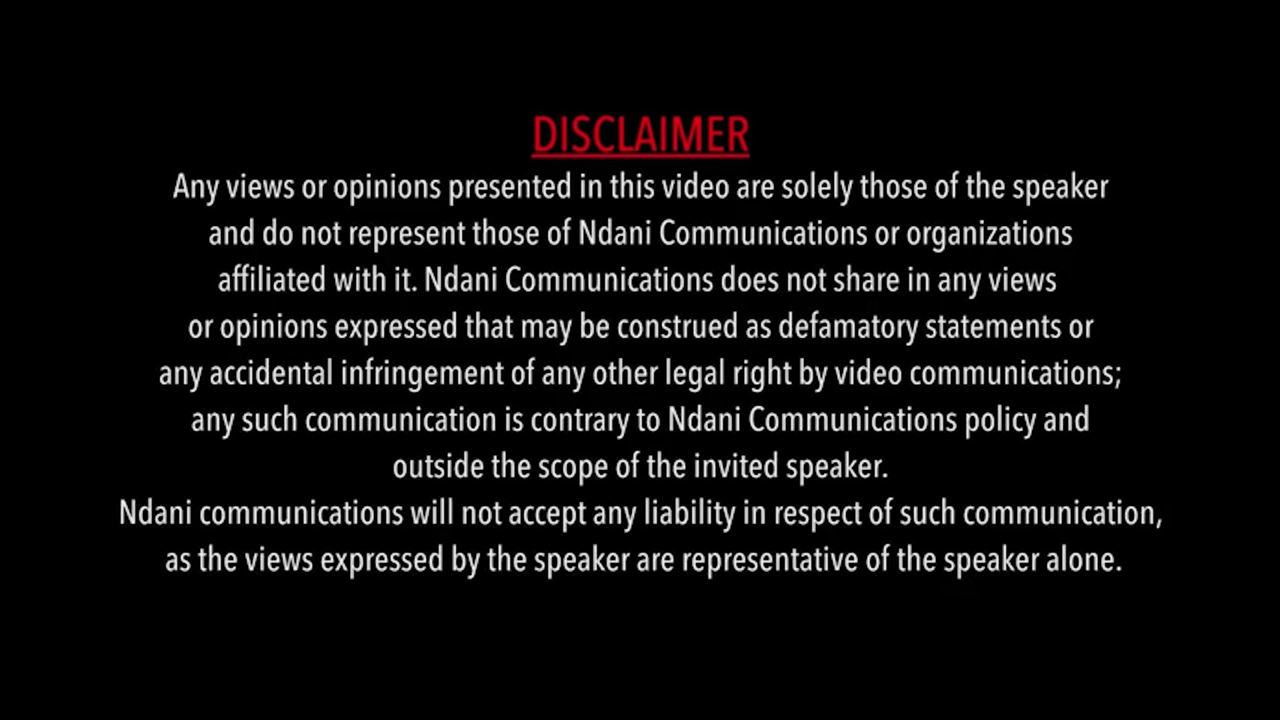 DISCLAIMER
Any views or opinions presented in this video are solely those of the speaker
and do not represent those of Ndani Communications or organizations
affiliated with it. Ndani Communications does not share in any views
or opinions expressed that may be construed as defamatory statements or
any accidental infringement of any other legal right by video communications;
any such communication is contrary to Ndani Communications policy and
outside the scope of the invited speaker.
Ndani communications will not accept any liability in respect of such communication,
as the views expressed by the speaker are representative of the speaker alone.